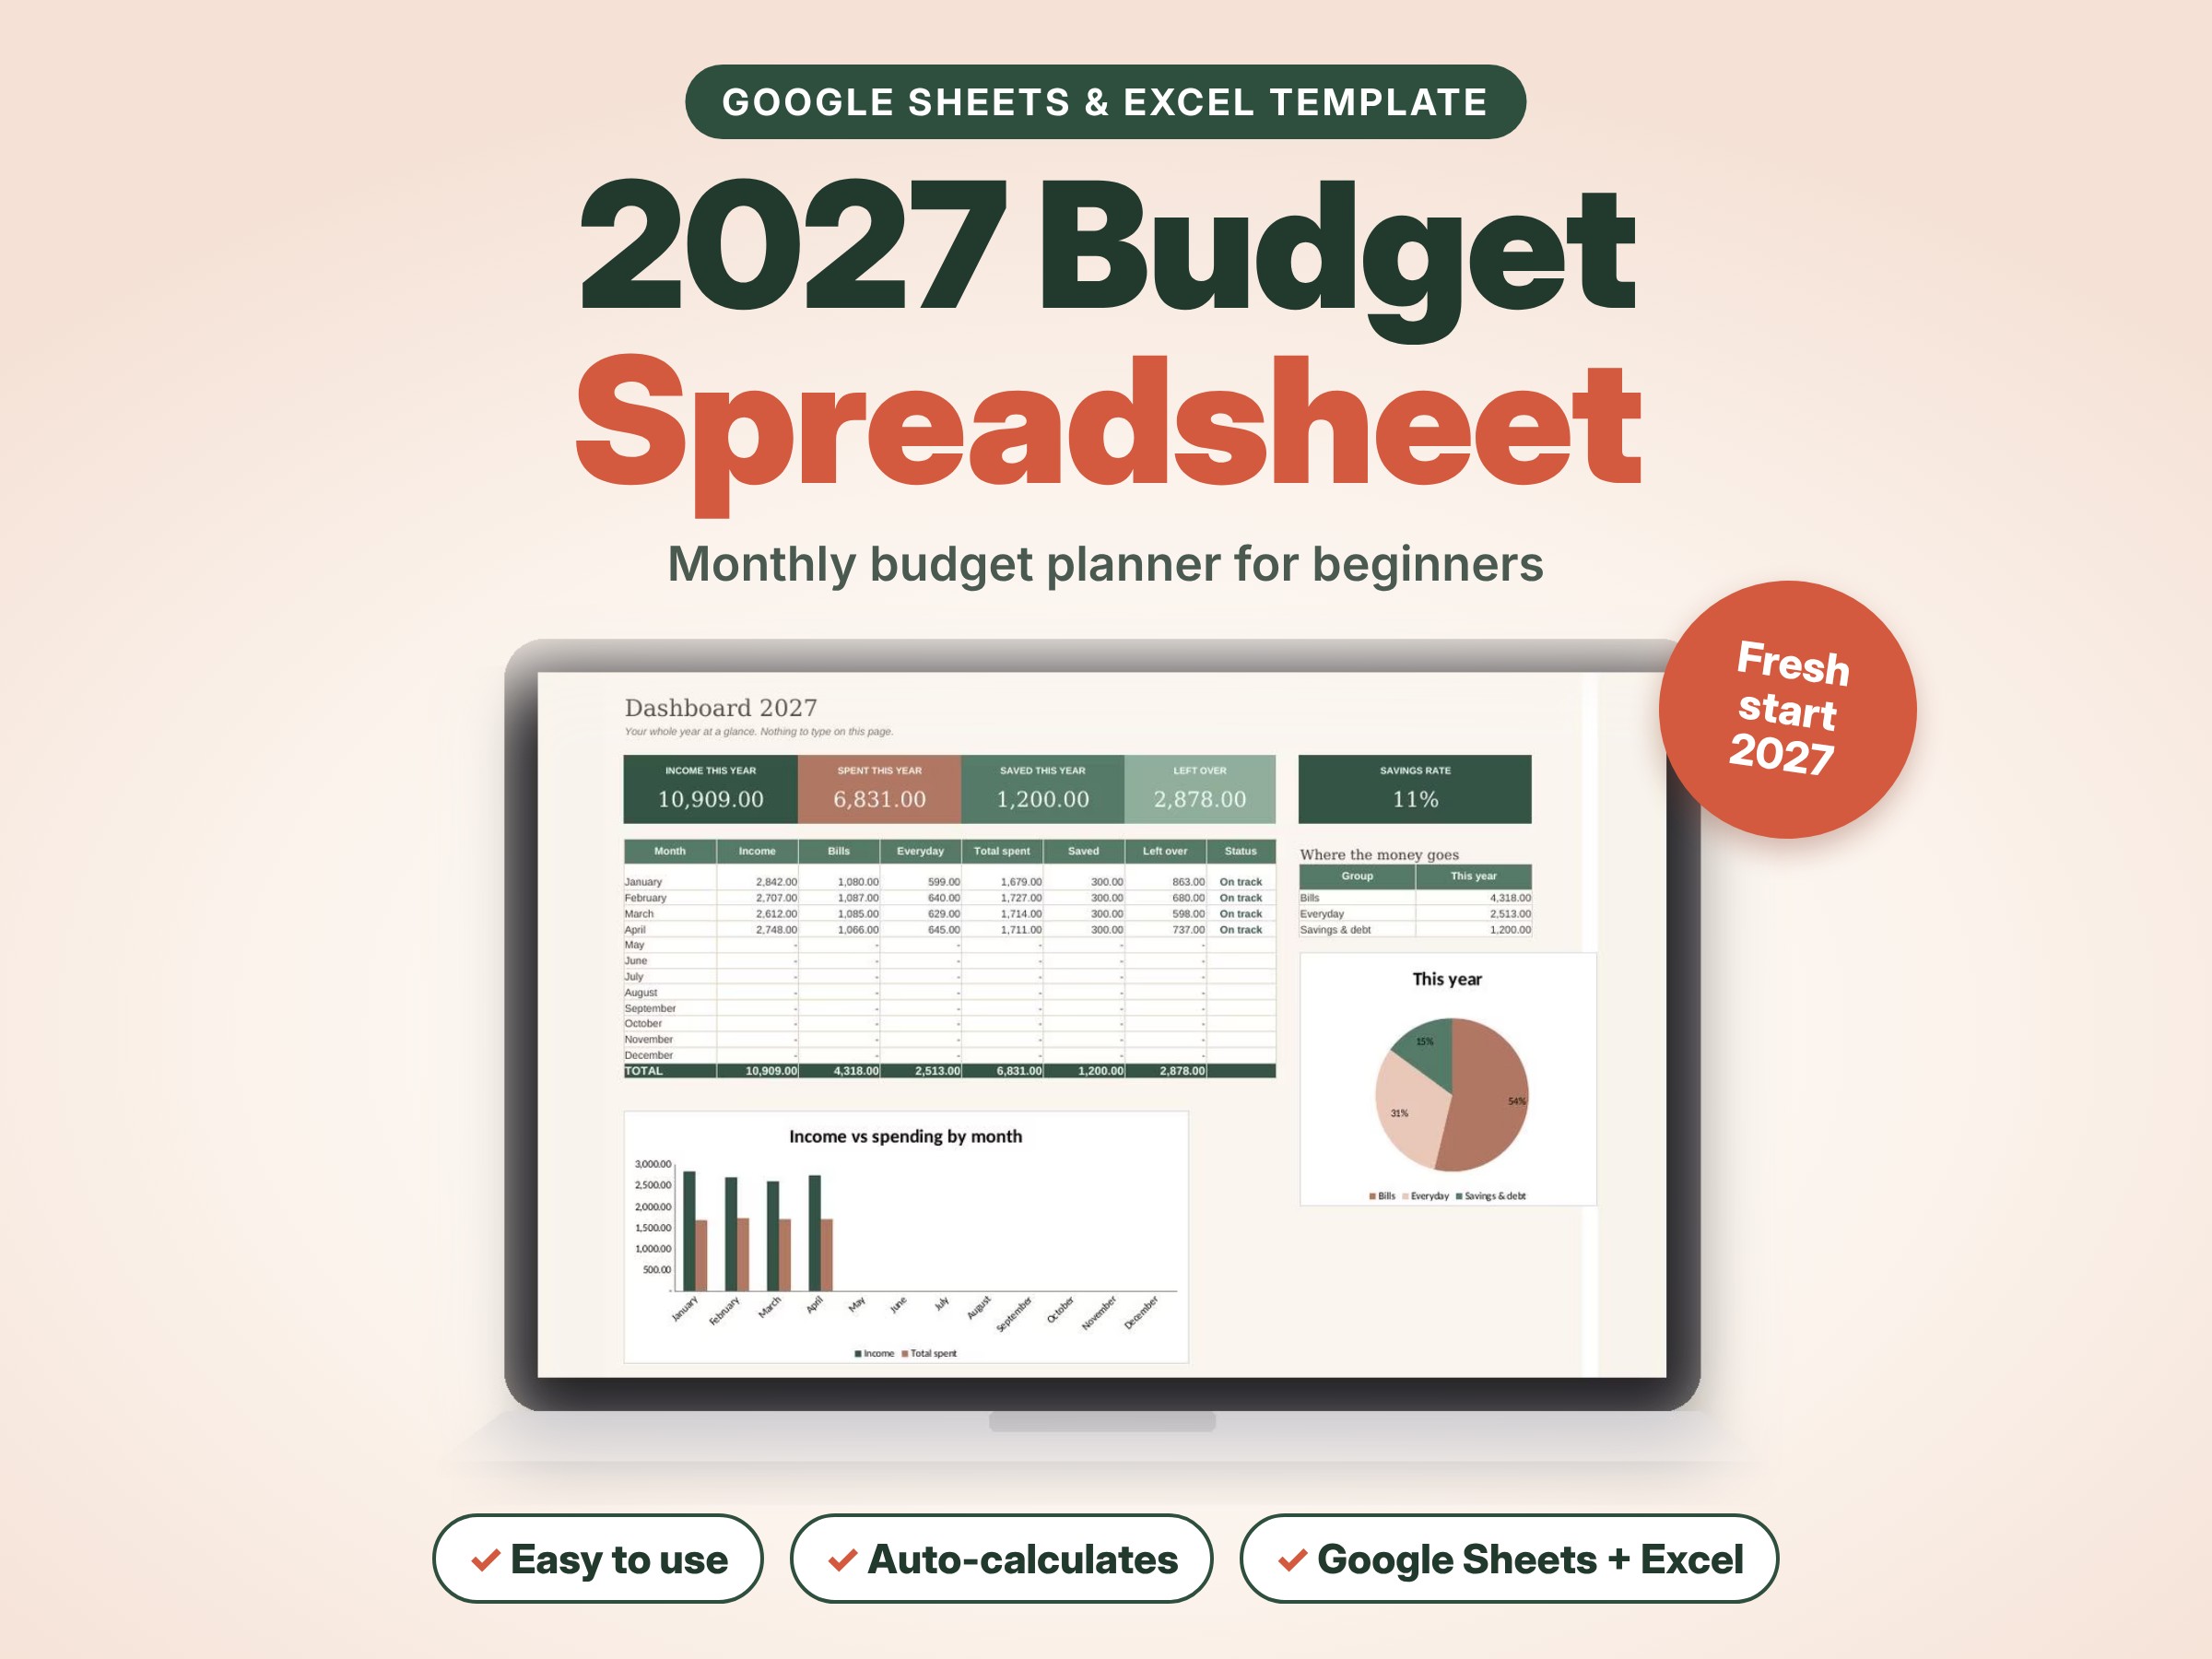 GOOGLE SHEETS & EXCEL TEMPLATE
2027 Budget
Spreadsheet
Monthly budget planner for beginners
Fresh
start
2027
Dashboard 2027
Your whole year at a glance. Nothing to type on this page.
INCOME THIS YEAR SPENT THIS YEAR SAVED THIS YEAR LEFT OVER SAVINGS RATE
10,909.00 6,831.00 1,200.00 2,878.00 11%
Month Income Bills Everyday Total spent Saved Left over Status
January 2,842.00 1,080.00 599.00 1,679.00 300.00 863.00 On track
February 2,707.00 1,087.00 640.00 1,727.00 300.00 680.00 On track
March 2,612.00 1,085.00 629.00 1,714.00 300.00 598.00 On track
April 2,748.00 1,066.00 645.00 1,711.00 300.00 737.00 On track
May - - - - - -
June - - - - - -
July - - - - - -
August - - - - - -
September - - - - - -
October - - - - - -
November - - - - - -
December - - - - - -
TOTAL 10,909.00 4,318.00 2,513.00 6,831.00 1,200.00 2,878.00
Where the money goes
Group This year
Bills 4,318.00
Everyday 2,513.00
Savings & debt 1,200.00
This year
15%
54%
31%
Bills Everyday Savings & debt
Income vs spending by month
3,000.00
2,500.00
2,000.00
1,500.00
1,000.00
500.00
-
January February March April May June July August September October November December
Income Total spent
✓ Easy to use
✓ Auto-calculates
✓ Google Sheets + Excel